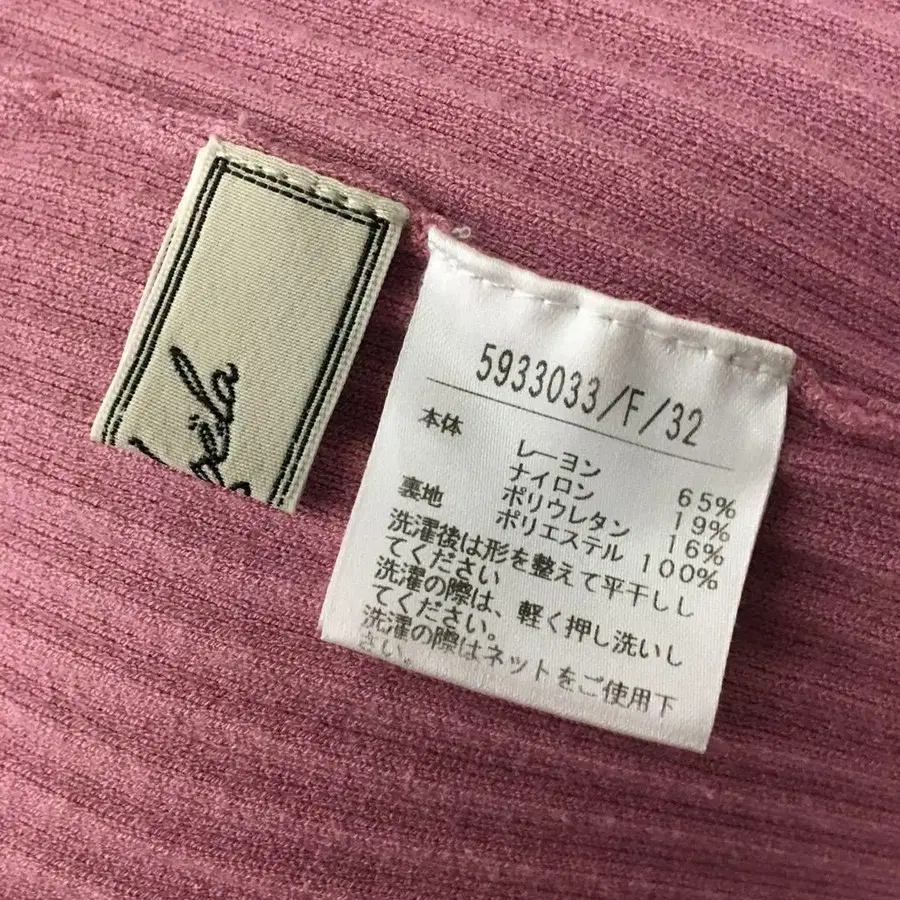 5933033/F/32
本体 レーヨン 65%
ナイロン 19%
ポリウレタン 16%
裏地 ポリエステル 100%
洗濯後は形を整えて平干しし
てください
洗濯の際は、軽く押し洗いし
てください。
洗濯の際はネットをご使用下
さい。